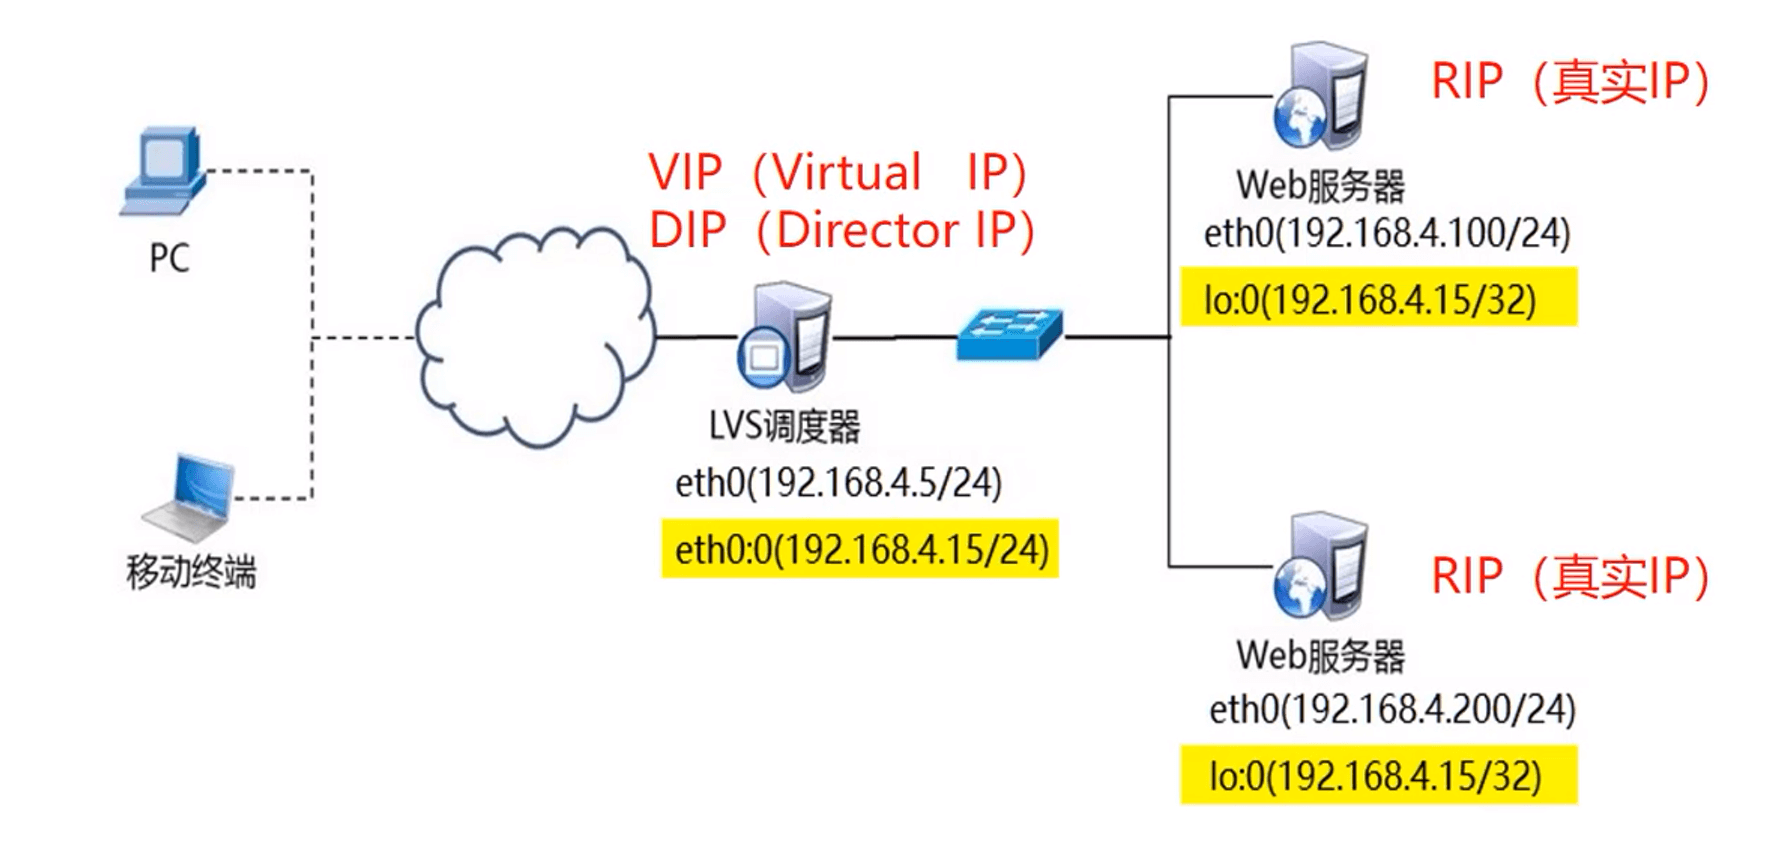 PC
移动终端
VIP（Virtual IP）
DIP（Director IP）
LVS调度器
eth0(192.168.4.5/24)
eth0:0(192.168.4.15/24)
RIP（真实IP）
Web服务器
eth0(192.168.4.100/24)
lo:0(192.168.4.15/32)
RIP（真实IP）
Web服务器
eth0(192.168.4.200/24)
lo:0(192.168.4.15/32)